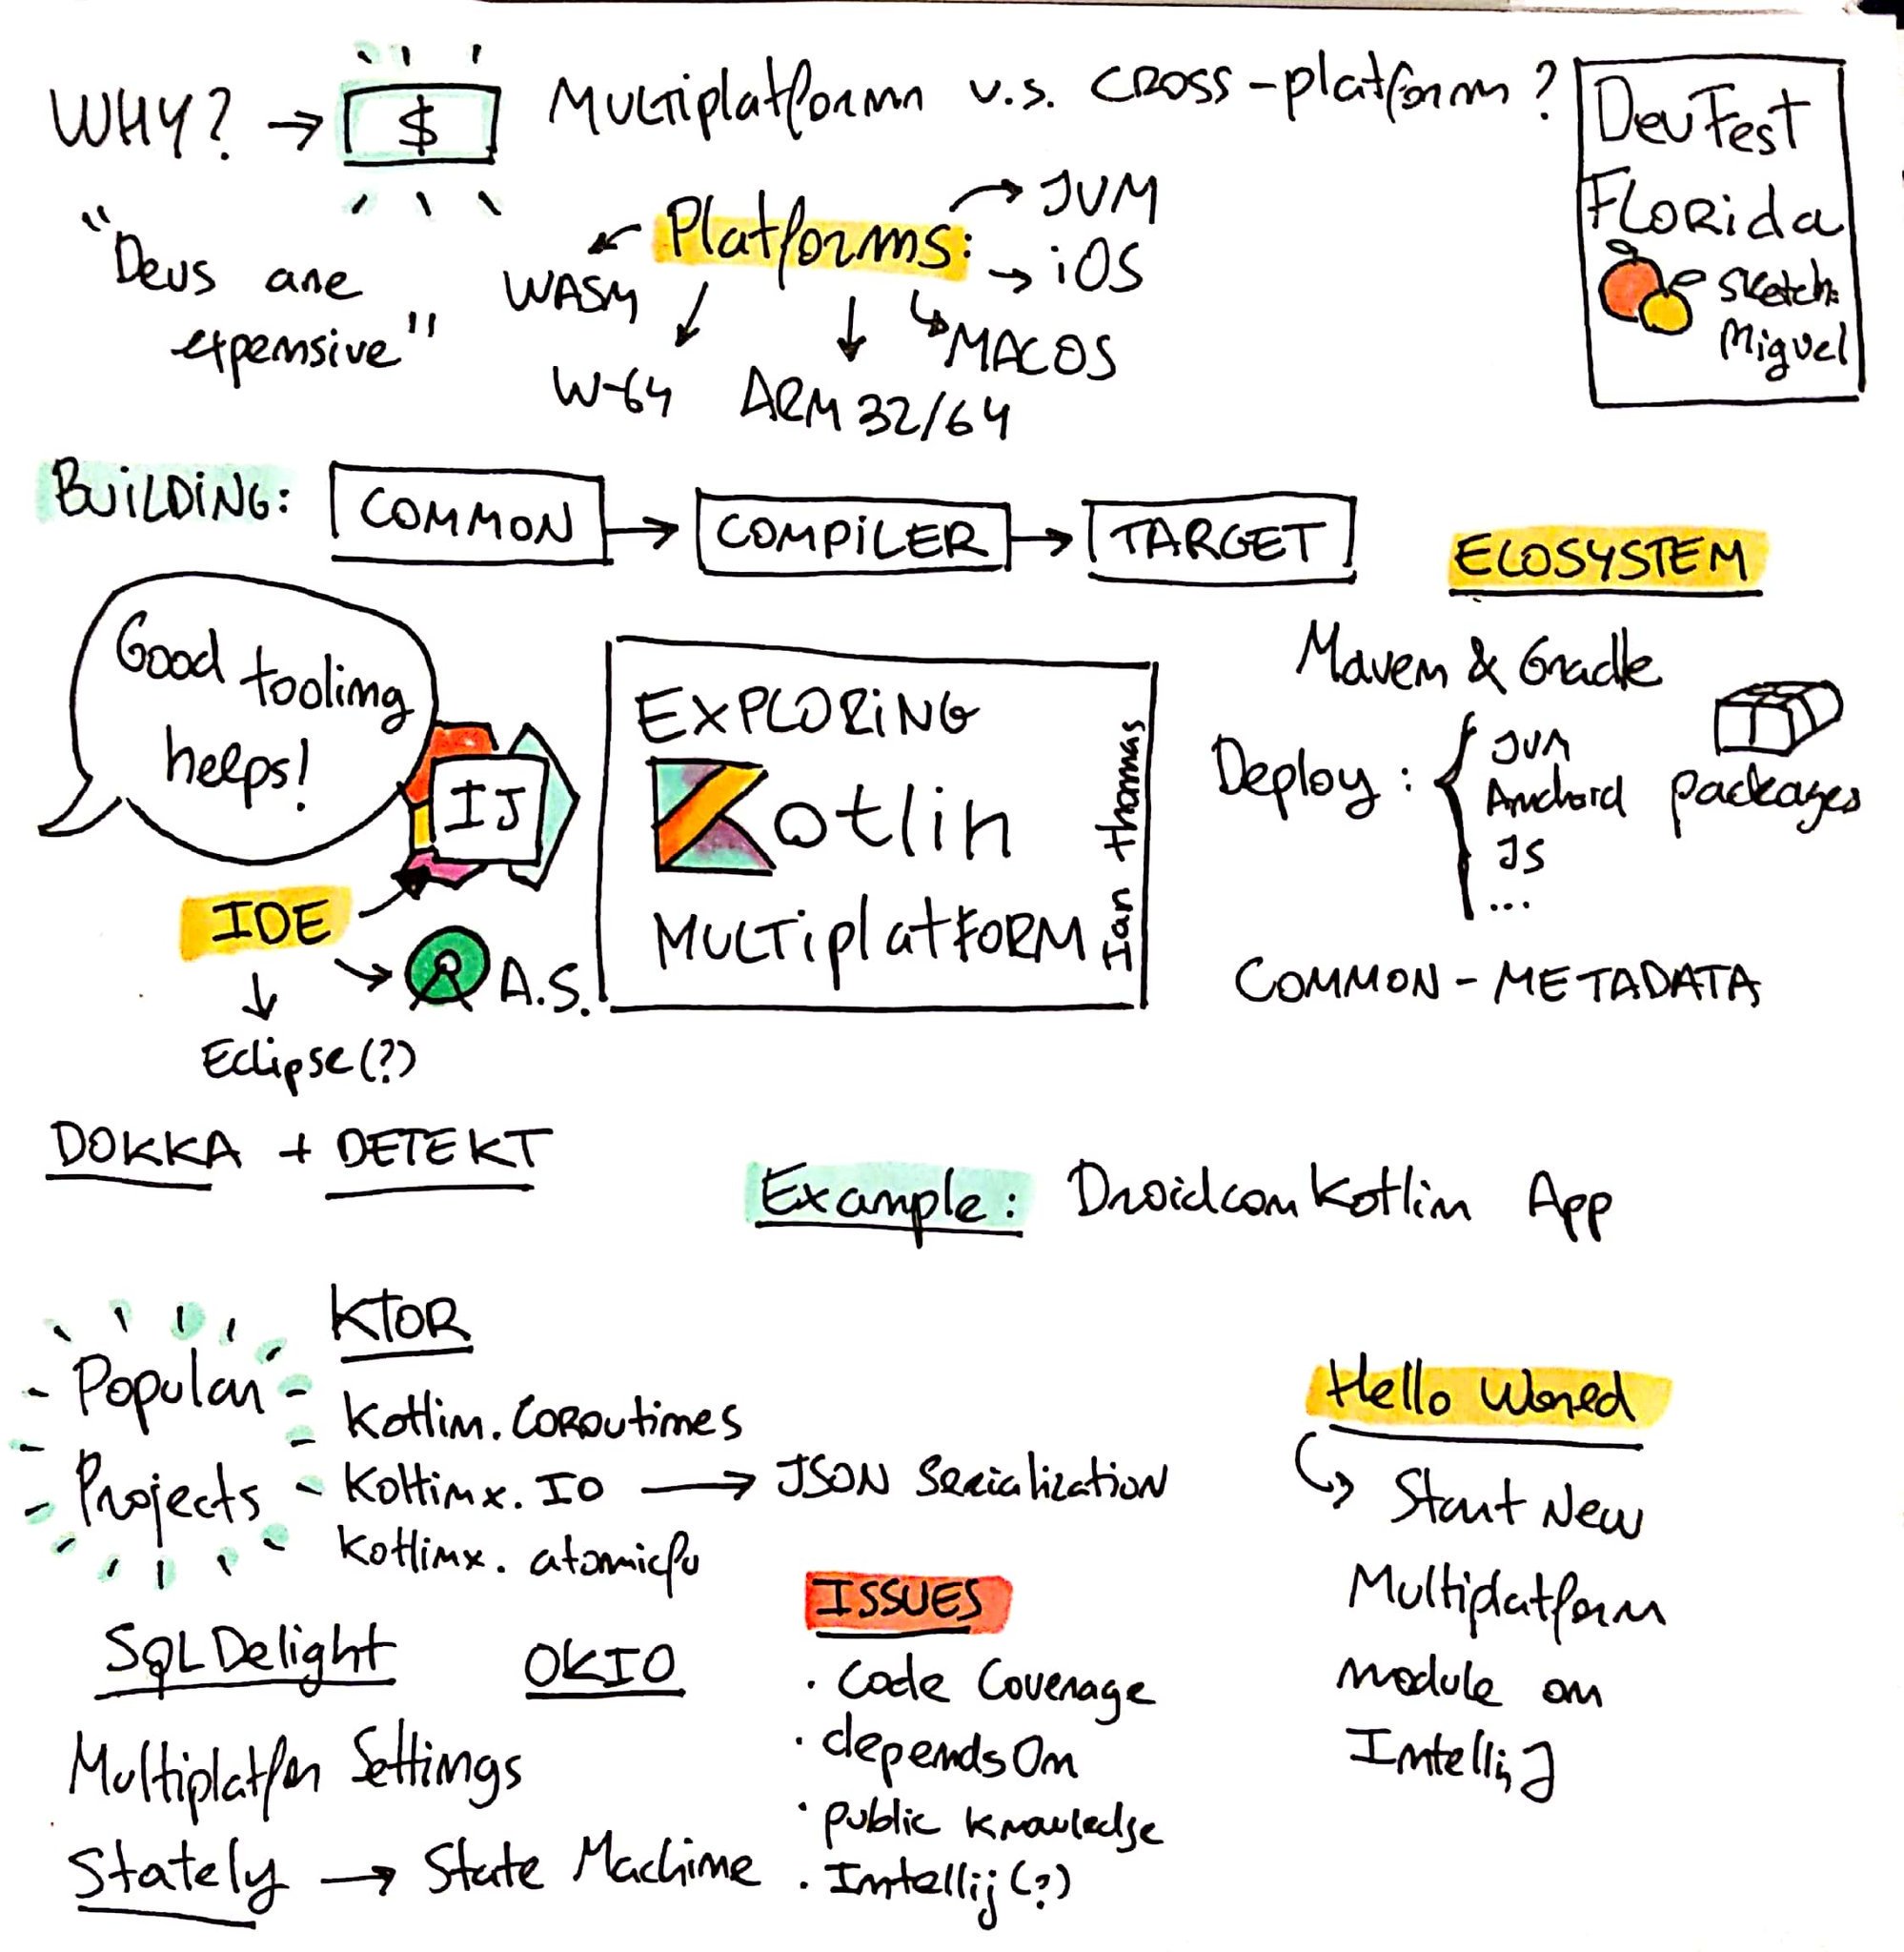 WHY? → $
MULTiplatform v.s. CROSS-platform?
DevFest
FLORida
Sketch:
Miguel
"Devs are
expensive"
Platforms:
JVM
iOS
MACOS
ARM 32/64
W-64
WASM
BUiLDiNG:
COMMON → COMPiLER → TARGET
ECOSYSTEM
Maven & Gradle
Deploy: {
JVM
Android
JS
...
packages
COMMON - METADATA
Good tooling
helps!
IJ
IDE
A.S.
Eclipse(?)
EXPLORiNG
Kotlin
MULTiplatFORM
Ian thomas
DOKKA + DETEKT
Example: Droidcon Kotlin App
Popular
Projects
KTOR
Kotlin.COROutines
Kotlinx.IO → JSON Serialization
Kotlinx.atomicfu
SQLDelight
OKIO
Multiplatfor Settings
Stately → State Machine
ISSUES
· Code Coverage
· dependsOn
· public knowledge
· Intellij(?)
Hello World
Start New
Multiplatform
module on
IntelliJ